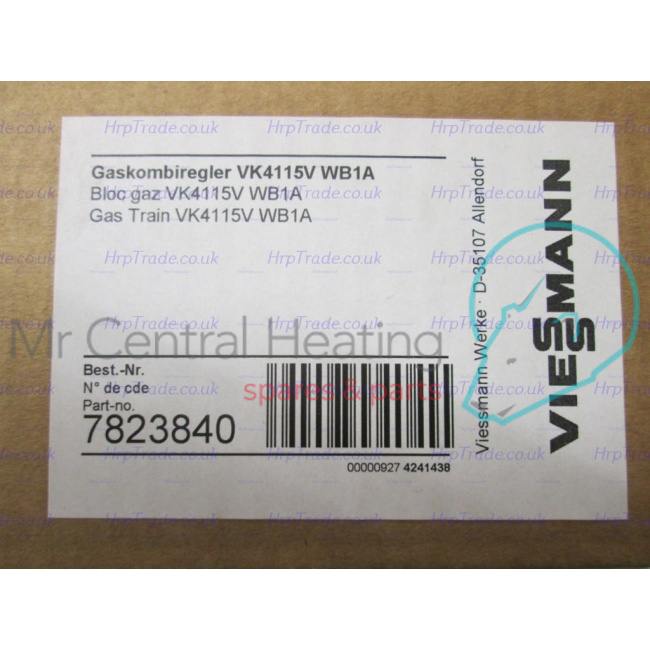 Gaskombiregler VK4115V WB1A
Bloc gaz VK4115V WB1A
Gas Train VK4115V WB1A
Mr Central Heating
spares & parts
Best.-Nr.
N° de cde
Part-no.
7823840
00000927 4241438
Viessmann Werke · D-35107 Allendorf
VIESSMANN
HrpTrade.co.uk